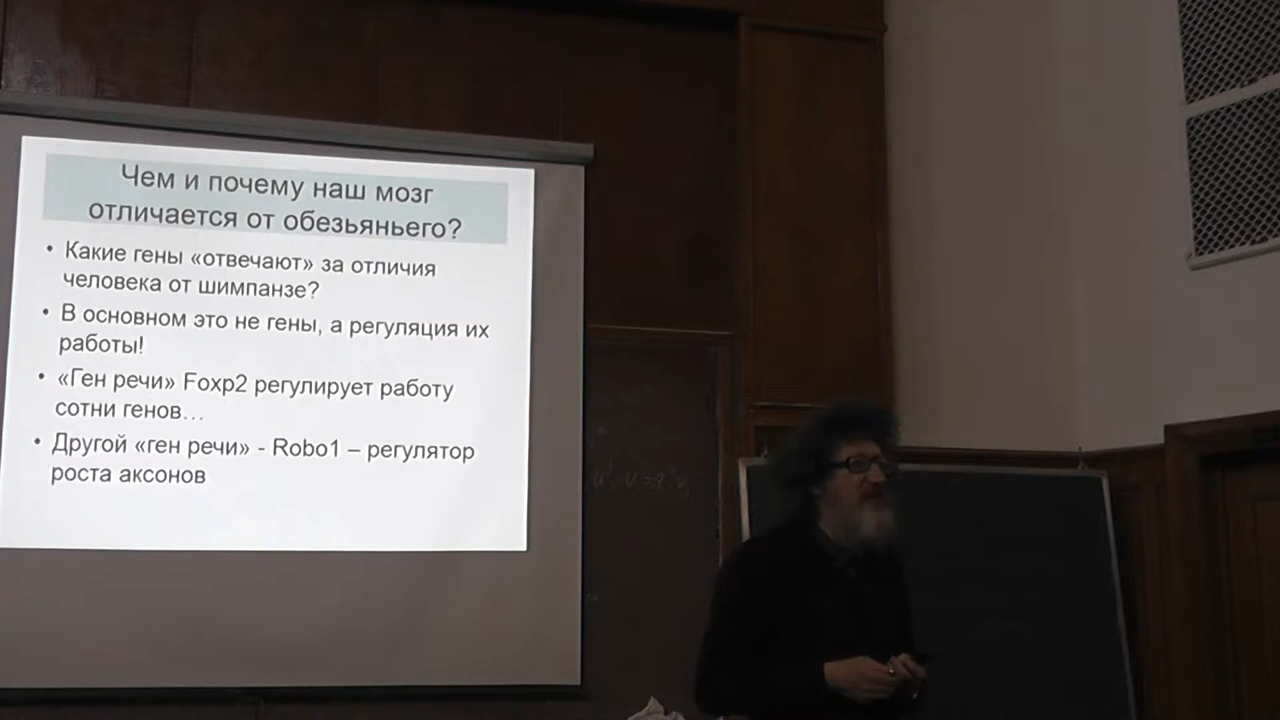 Чем и почему наш мозг
отличается от обезьяньего?
• Какие гены «отвечают» за отличия
человека от шимпанзе?
• В основном это не гены, а регуляция их
работы!
• «Ген речи» Foxp2 регулирует работу
сотни генов…
• Другой «ген речи» - Robo1 – регулятор
роста аксонов